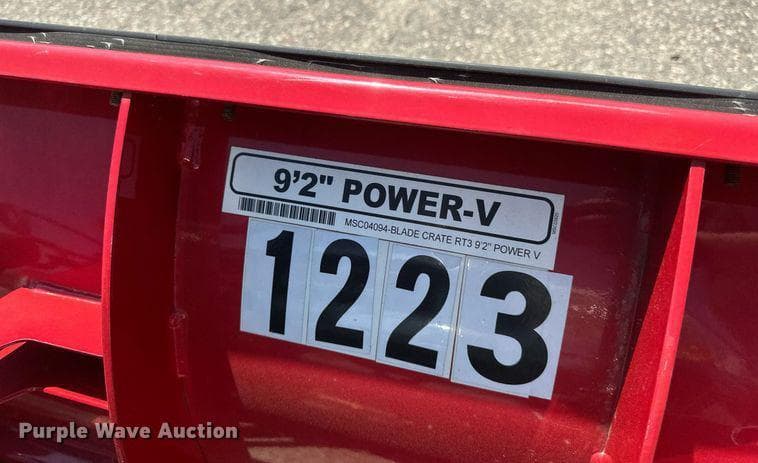 9'2" POWER-V
MSC04094-BLADE CRATE RT3 9'2" POWER V
1223
Purple Wave Auction